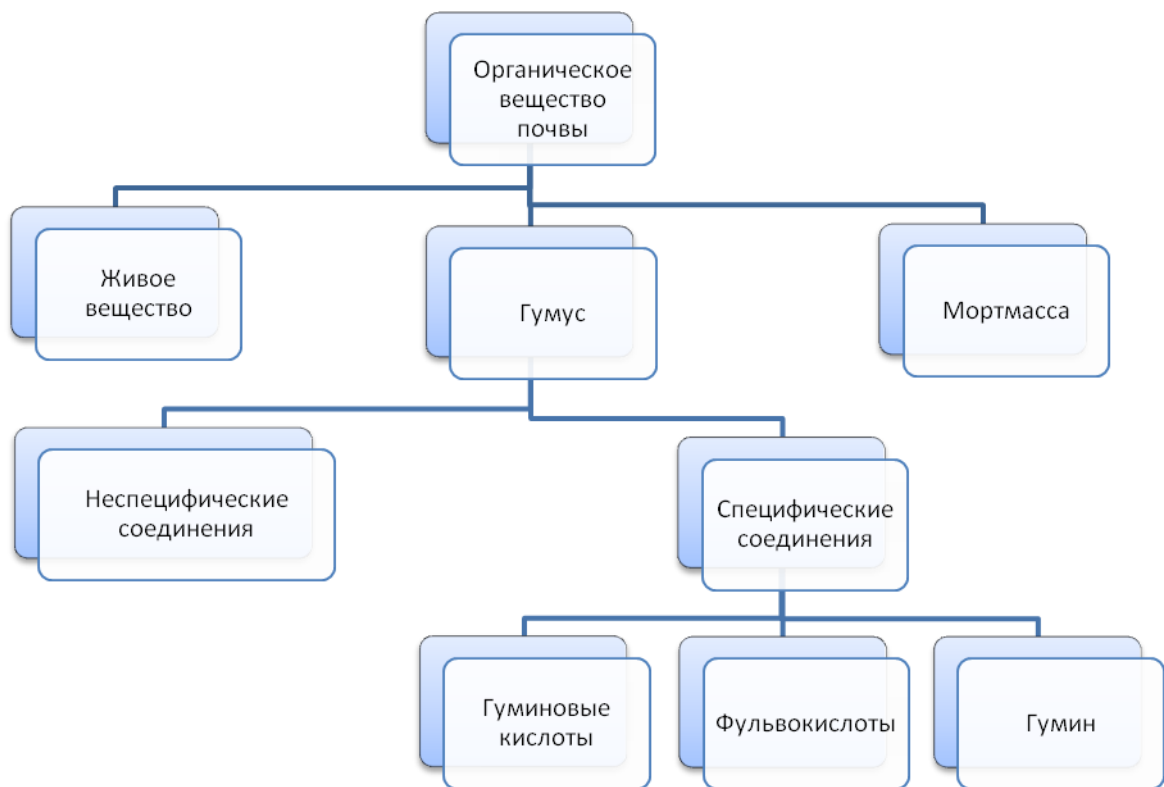 Органическое
вещество
почвы
Живое
вещество
Гумус
Мортмасса
Неспецифические
соединения
Специфические
соединения
Гуминовые
кислоты
Фульвокислоты
Гумин